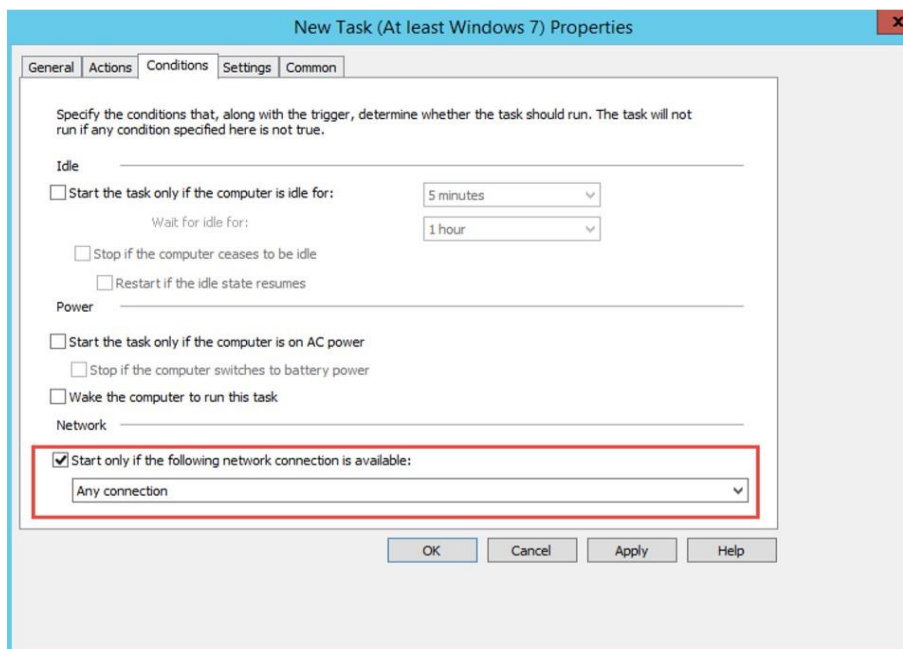 New Task (At least Windows 7) Properties
x
General Actions Conditions Settings Common
Specify the conditions that, along with the trigger, determine whether the task should run. The task will not
run if any condition specified here is not true.
Idle
Start the task only if the computer is idle for: 5 minutes
Wait for idle for: 1 hour
Stop if the computer ceases to be idle
Restart if the idle state resumes
Power
Start the task only if the computer is on AC power
Stop if the computer switches to battery power
Wake the computer to run this task
Network
Start only if the following network connection is available:
Any connection
OK Cancel Apply Help